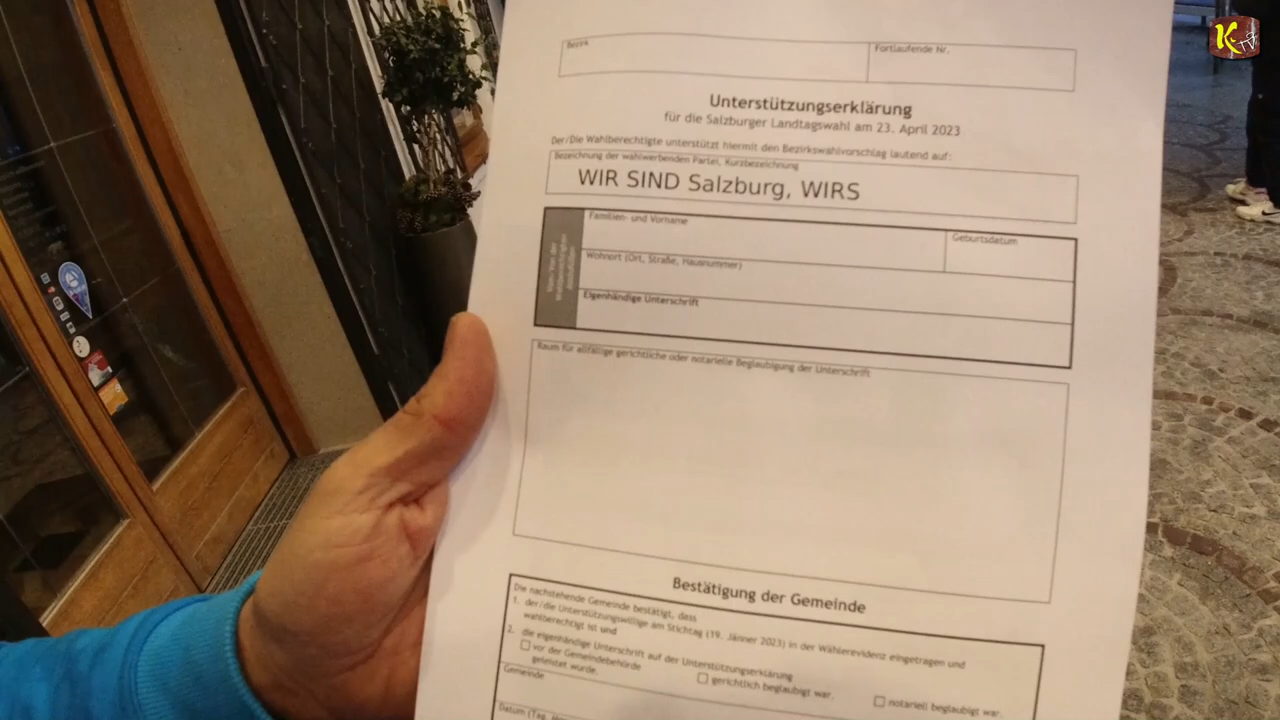 K TV
Bezirk
Fortlaufende Nr.
Unterstützungserklärung
für die Salzburger Landtagswahl am 23. April 2023
Der/Die Wahlberechtigte unterstützt hiermit den Bezirkswahlvorschlag lautend auf:
Bezeichnung der wahlwerbenden Partei, Kurzbezeichnung
WIR SIND Salzburg, WIRS
Familien- und Vorname
Geburtsdatum
Wohnort (Ort, Straße, Hausnummer)
Eigenhändige Unterschrift
Raum für allfällige gerichtliche oder notarielle Beglaubigung der Unterschrift
Bestätigung der Gemeinde
Die nachstehende Gemeinde bestätigt, dass
1. der/die Unterstützungswillige am Stichtag (19. Jänner 2023) in der Wählerevidenz eingetragen und
wahlberechtigt ist und
2. die eigenhändige Unterschrift auf der Unterstützungserklärung
vor der Gemeindebehörde
geleistet wurde.
gerichtlich beglaubigt war.
notariell beglaubigt war.
Gemeinde
Datum (Tag,